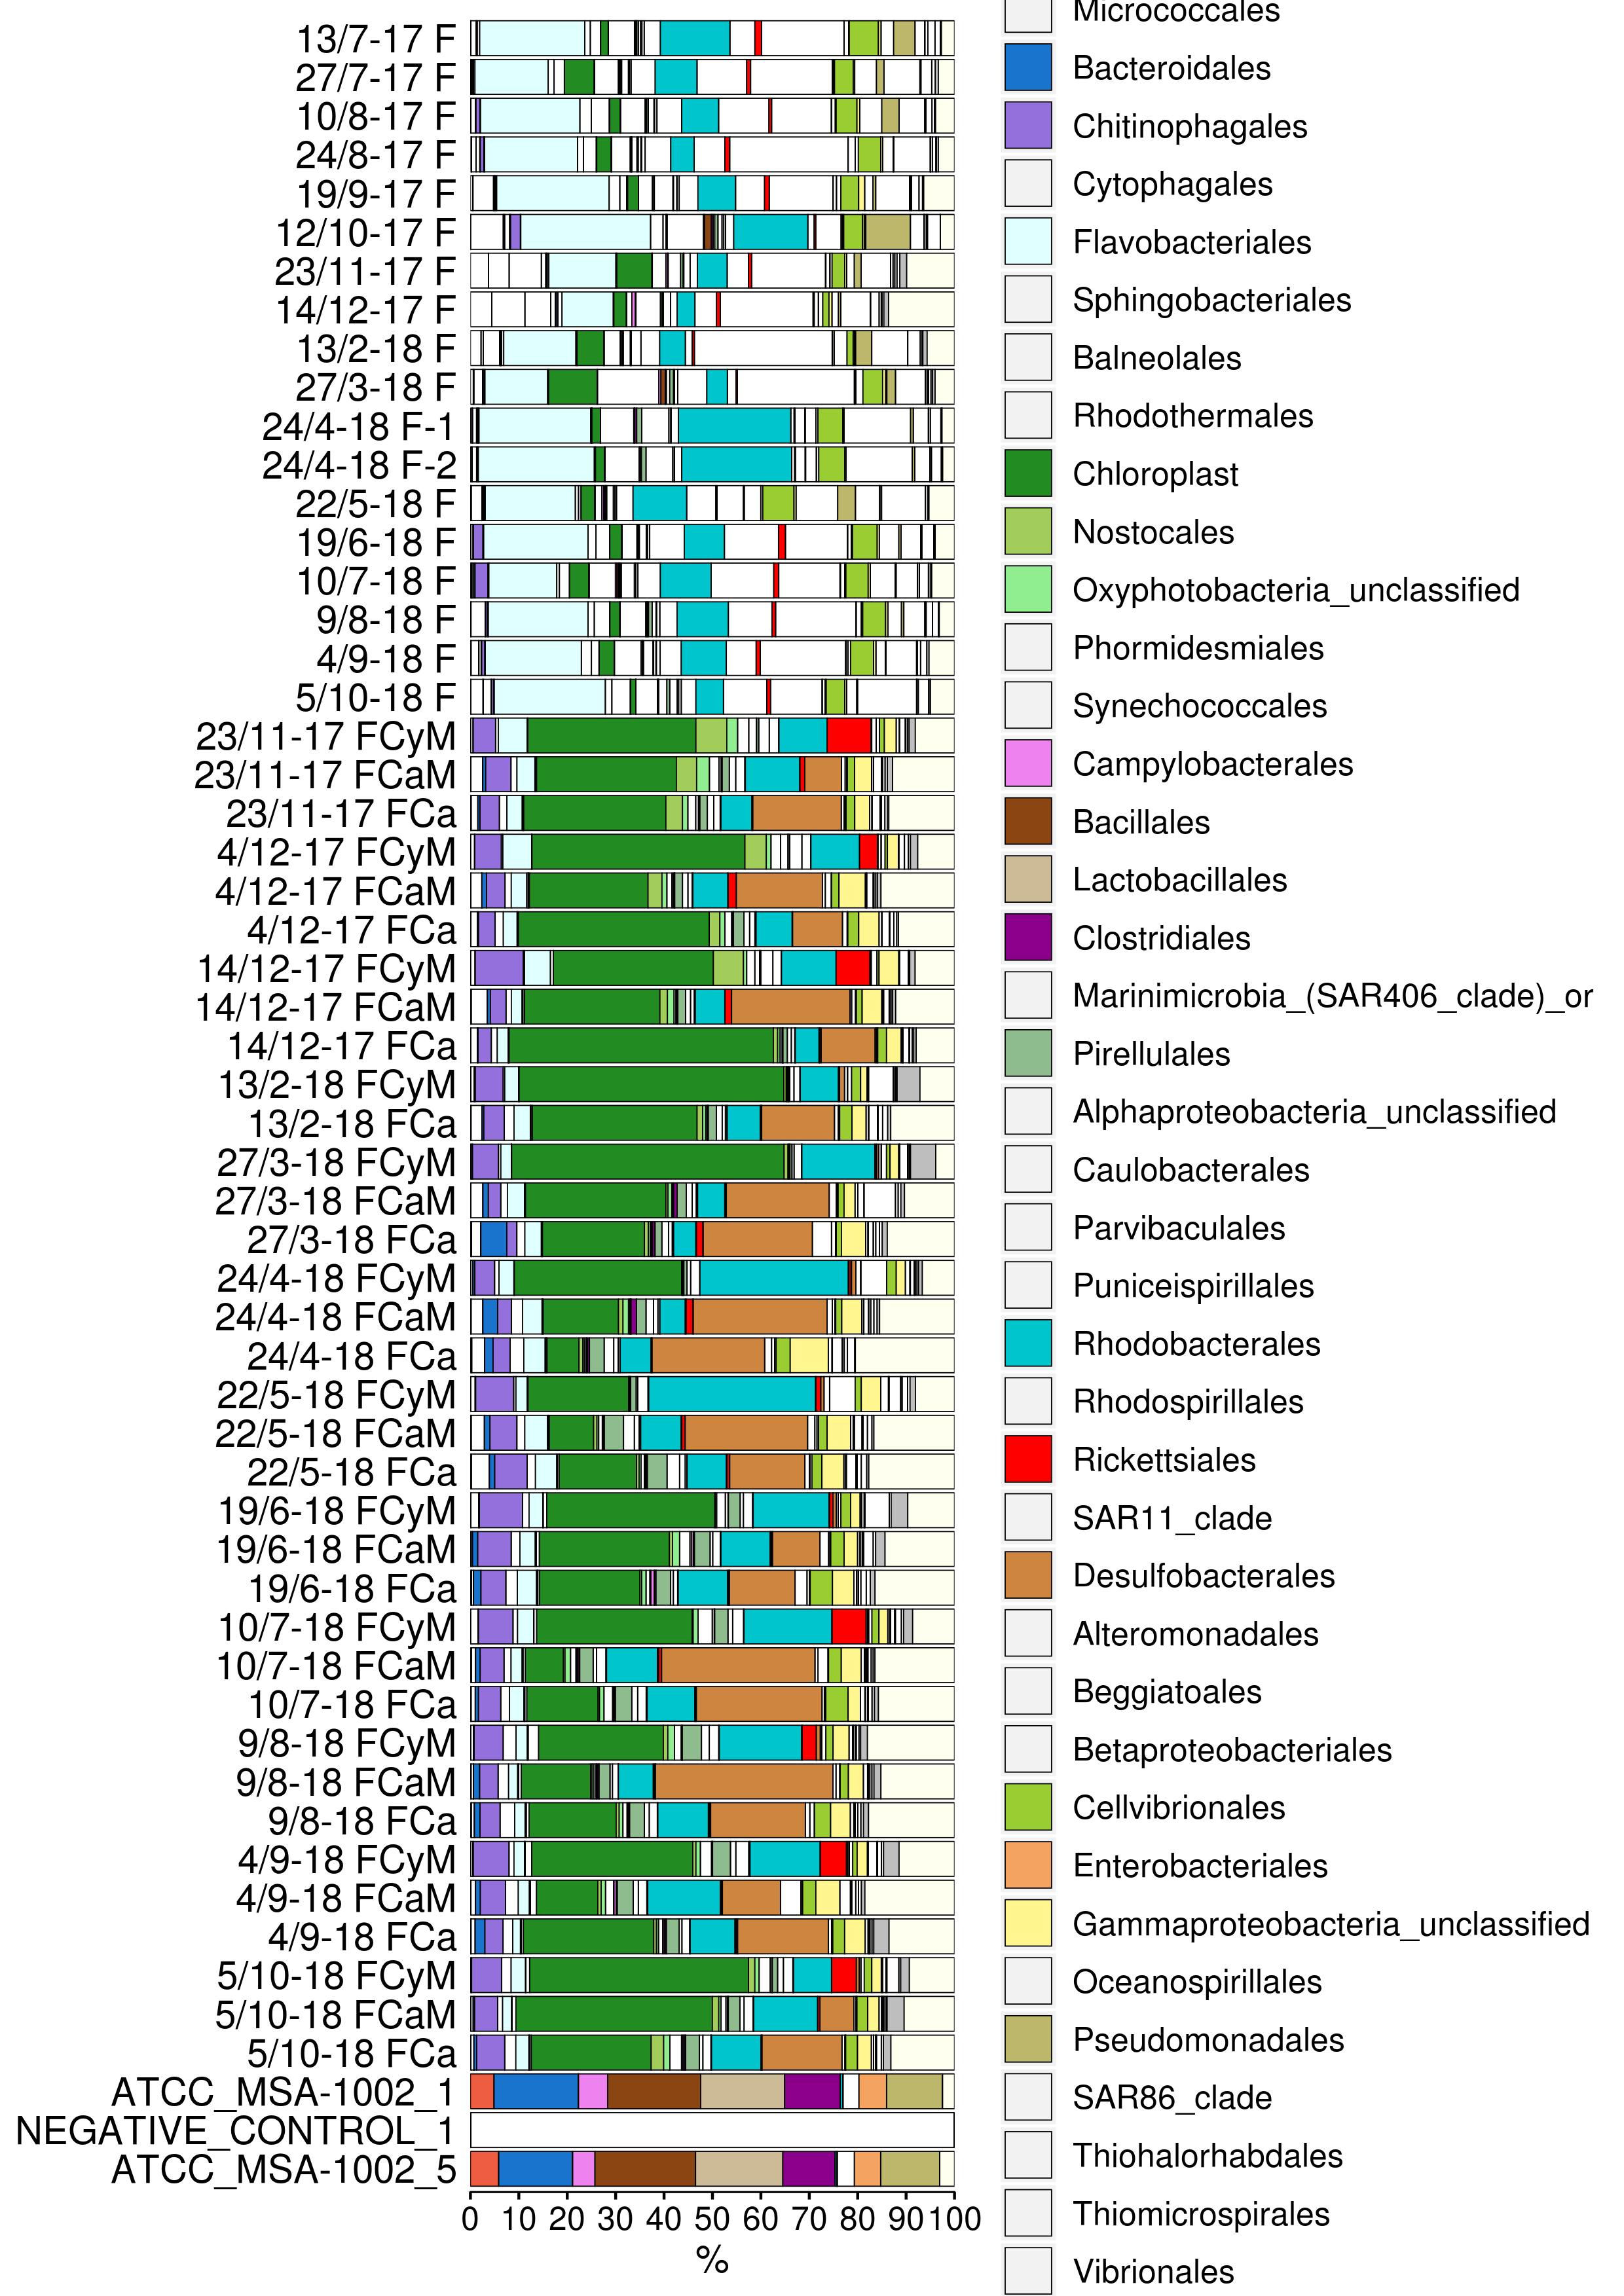 Micrococcales
13/7-17 F
27/7-17 F
10/8-17 F
24/8-17 F
19/9-17 F
12/10-17 F
23/11-17 F
14/12-17 F
13/2-18 F
27/3-18 F
24/4-18 F-1
24/4-18 F-2
22/5-18 F
19/6-18 F
10/7-18 F
9/8-18 F
4/9-18 F
5/10-18 F
23/11-17 FCyM
23/11-17 FCaM
23/11-17 FCa
4/12-17 FCyM
4/12-17 FCaM
4/12-17 FCa
14/12-17 FCyM
14/12-17 FCaM
14/12-17 FCa
13/2-18 FCyM
13/2-18 FCa
27/3-18 FCyM
27/3-18 FCaM
27/3-18 FCa
24/4-18 FCyM
24/4-18 FCaM
24/4-18 FCa
22/5-18 FCyM
22/5-18 FCaM
22/5-18 FCa
19/6-18 FCyM
19/6-18 FCaM
19/6-18 FCa
10/7-18 FCyM
10/7-18 FCaM
10/7-18 FCa
9/8-18 FCyM
9/8-18 FCaM
9/8-18 FCa
4/9-18 FCyM
4/9-18 FCaM
4/9-18 FCa
5/10-18 FCyM
5/10-18 FCaM
5/10-18 FCa
ATCC_MSA-1002_1
NEGATIVE_CONTROL_1
ATCC_MSA-1002_5
0 10 20 30 40 50 60 70 80 90 100
%
Bacteroidales
Chitinophagales
Cytophagales
Flavobacteriales
Sphingobacteriales
Balneolales
Rhodothermales
Chloroplast
Nostocales
Oxyphotobacteria_unclassified
Phormidesmiales
Synechococcales
Campylobacterales
Bacillales
Lactobacillales
Clostridiales
Marinimicrobia_(SAR406_clade)_or
Pirellulales
Alphaproteobacteria_unclassified
Caulobacterales
Parvibaculales
Puniceispirillales
Rhodobacterales
Rhodospirillales
Rickettsiales
SAR11_clade
Desulfobacterales
Alteromonadales
Beggiatoales
Betaproteobacteriales
Cellvibrionales
Enterobacteriales
Gammaproteobacteria_unclassified
Oceanospirillales
Pseudomonadales
SAR86_clade
Thiohalorhabdales
Thiomicrospirales
Vibrionales